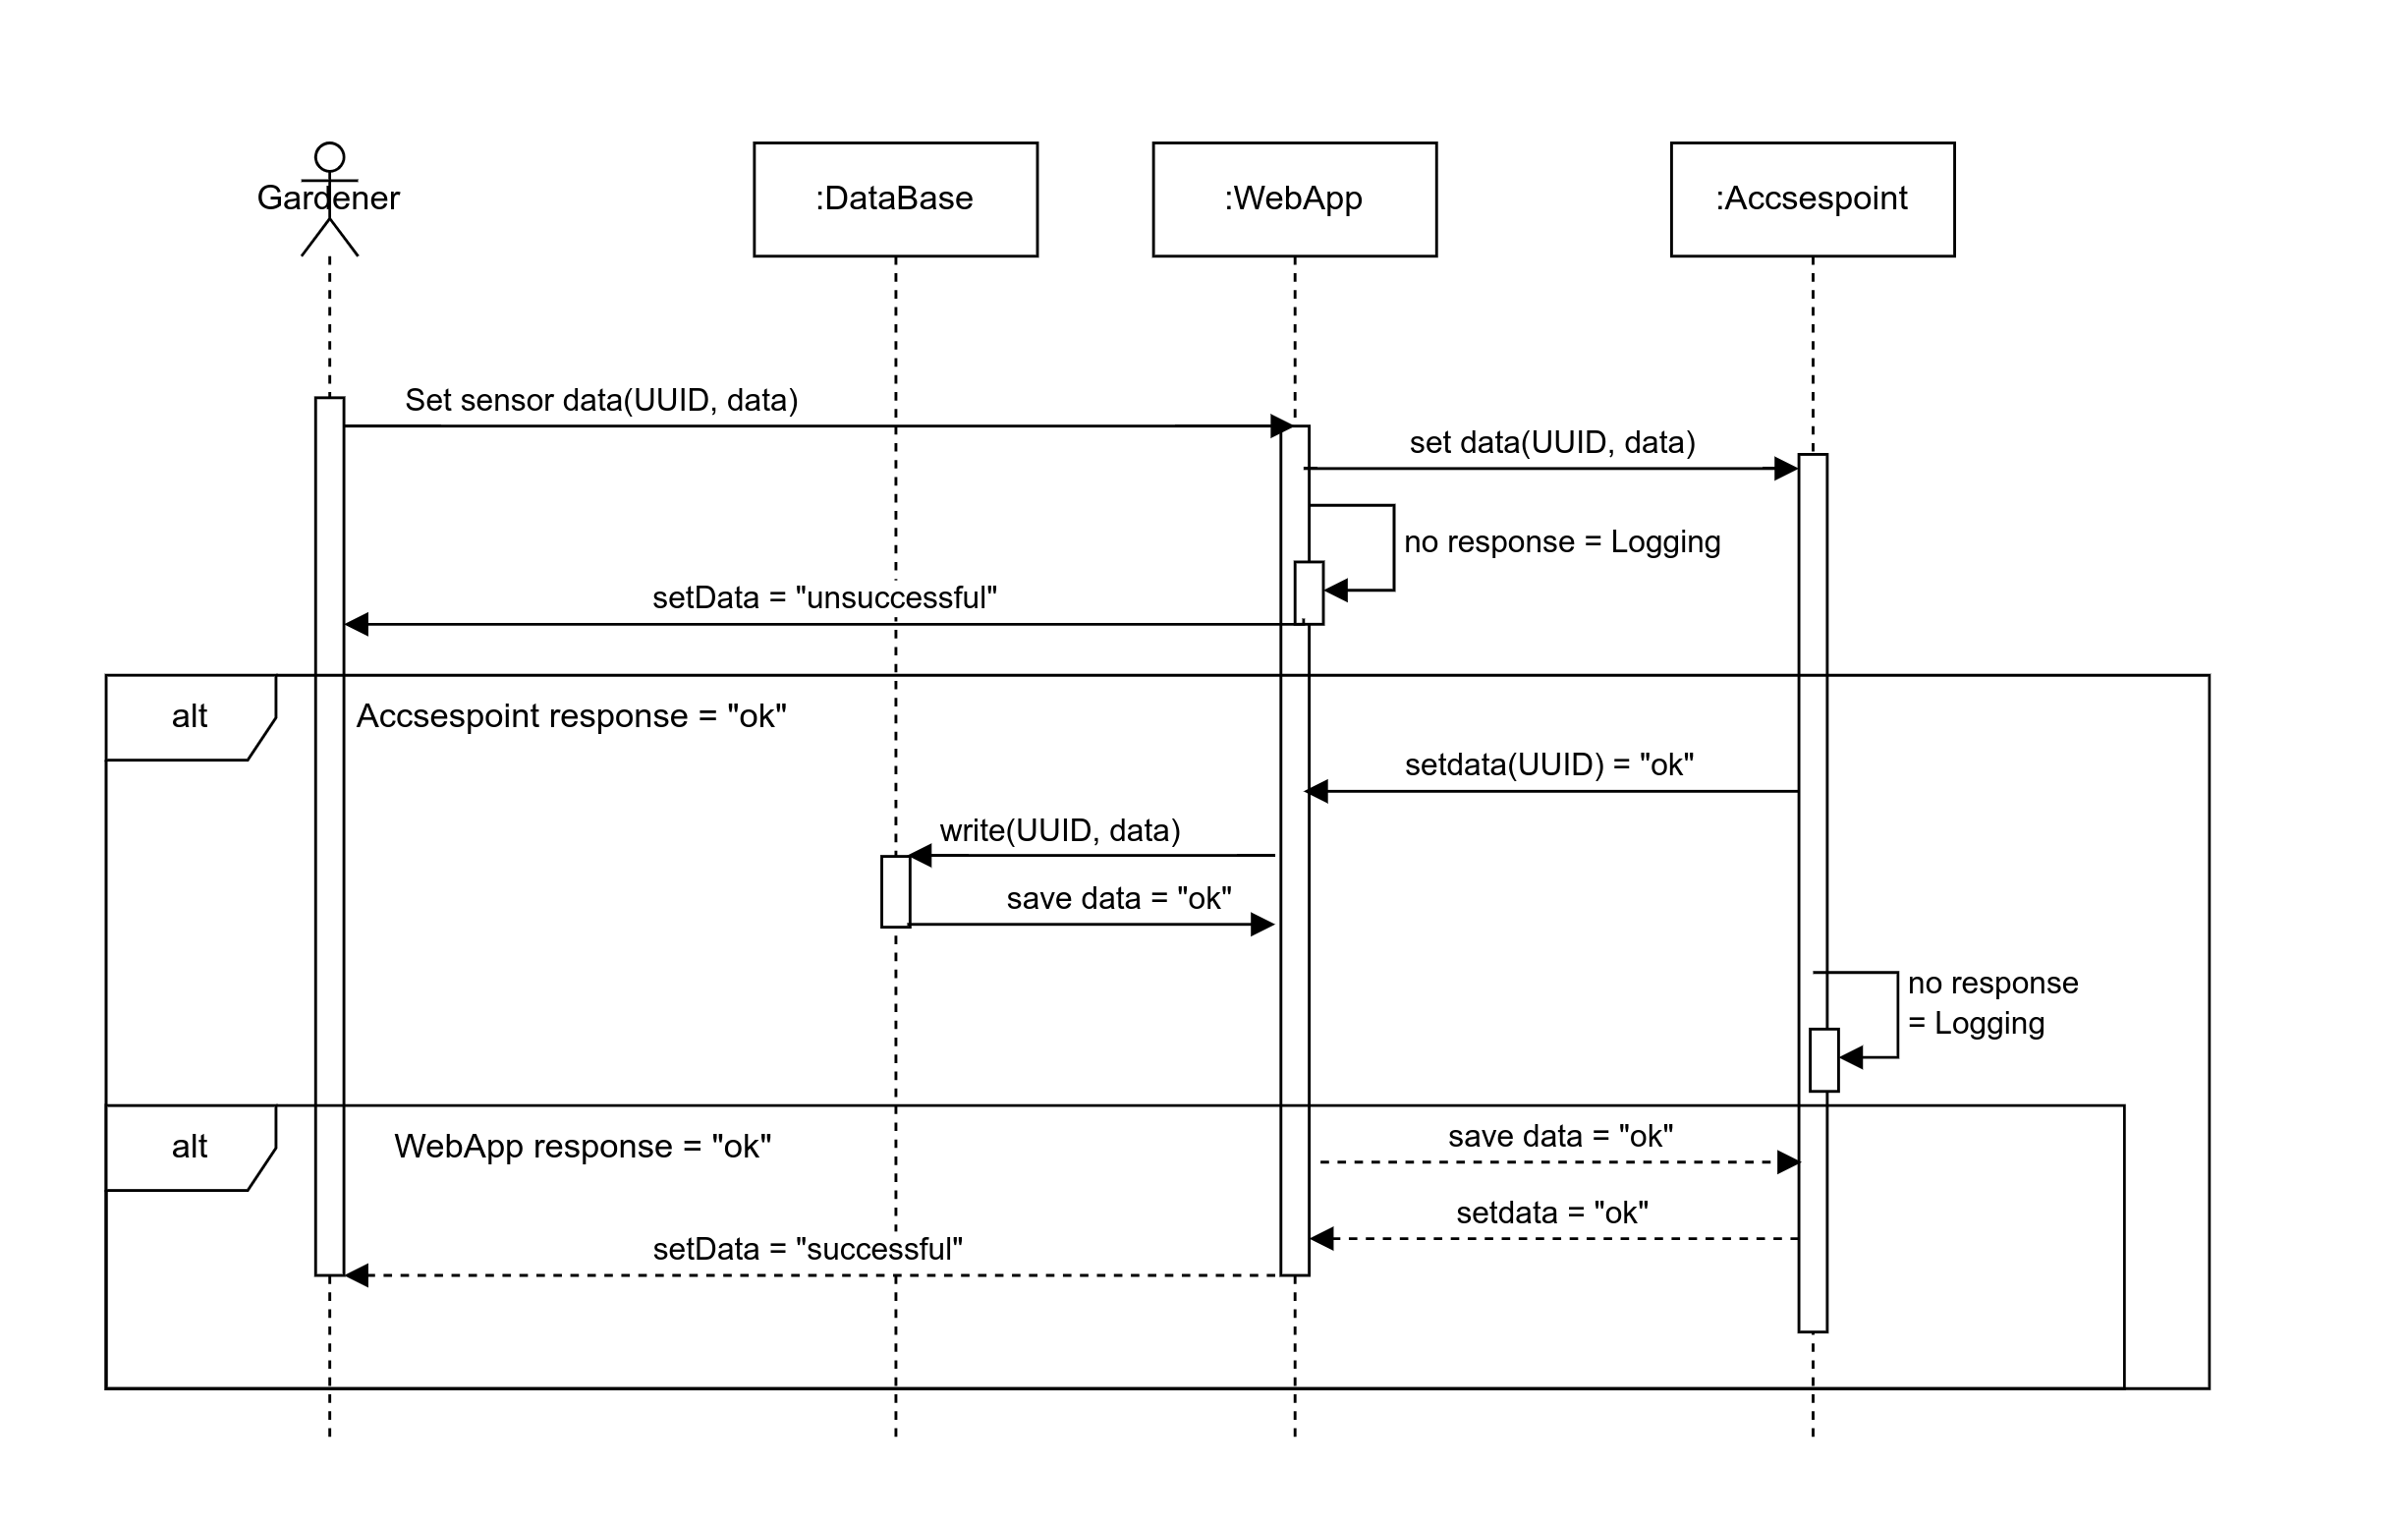 Gardener
:DataBase
:WebApp
:Accsespoint
Set sensor data(UUID, data)
set data(UUID, data)
no response = Logging
setData = "unsuccessful"
alt
Accsespoint response = "ok"
setdata(UUID) = "ok"
write(UUID, data)
save data = "ok"
no response
= Logging
alt
WebApp response = "ok"
save data = "ok"
setdata = "ok"
setData = "successful"